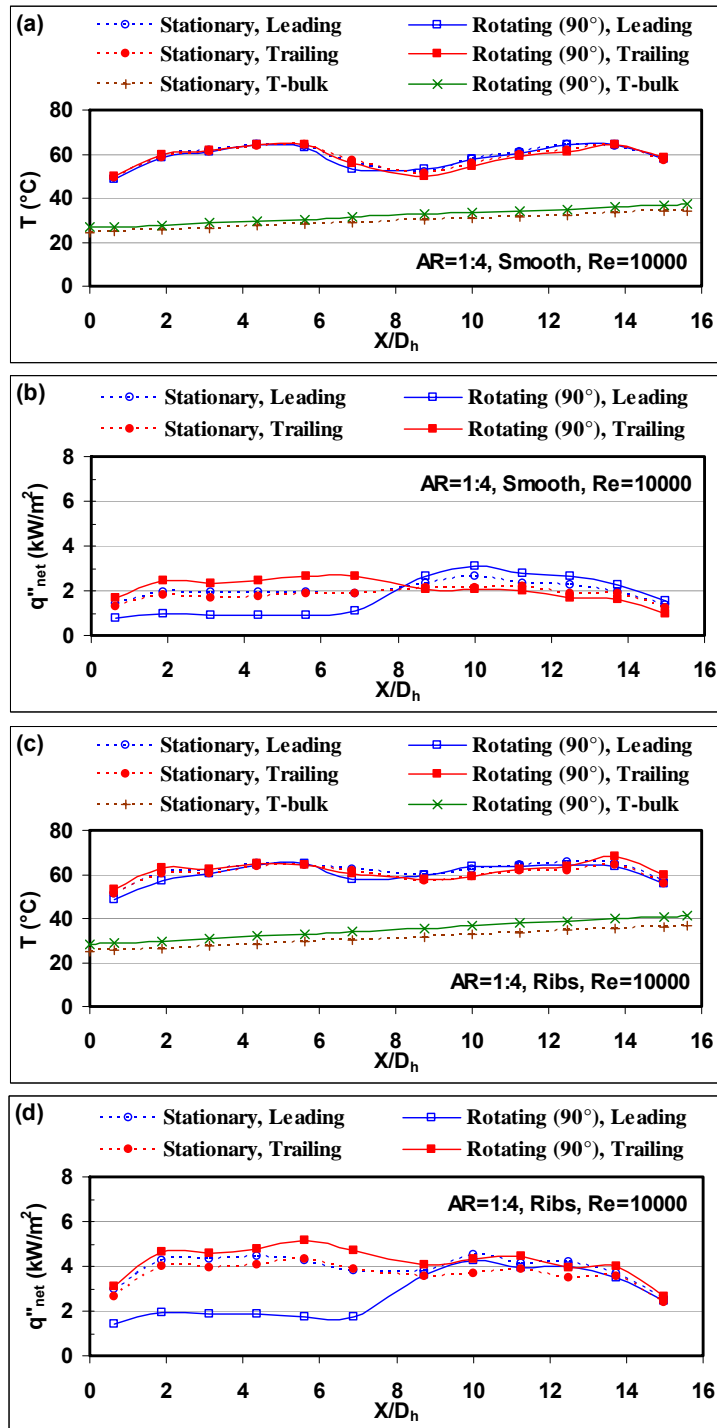 (a)
Stationary, Leading Rotating (90°), Leading
Stationary, Trailing Rotating (90°), Trailing
Stationary, T-bulk Rotating (90°), T-bulk
80
60
40
20
0
T (°C)
AR=1:4, Smooth, Re=10000
0 2 4 6 8 10 12 14 16
X/Dh
(b)
Stationary, Leading Rotating (90°), Leading
Stationary, Trailing Rotating (90°), Trailing
8
6
4
2
0
q"net (kW/m²)
AR=1:4, Smooth, Re=10000
0 2 4 6 8 10 12 14 16
X/Dh
(c)
Stationary, Leading Rotating (90°), Leading
Stationary, Trailing Rotating (90°), Trailing
Stationary, T-bulk Rotating (90°), T-bulk
80
60
40
20
0
T (°C)
AR=1:4, Ribs, Re=10000
0 2 4 6 8 10 12 14 16
X/Dh
(d)
Stationary, Leading Rotating (90°), Leading
Stationary, Trailing Rotating (90°), Trailing
8
6
4
2
0
q"net (kW/m²)
AR=1:4, Ribs, Re=10000
0 2 4 6 8 10 12 14 16
X/Dh